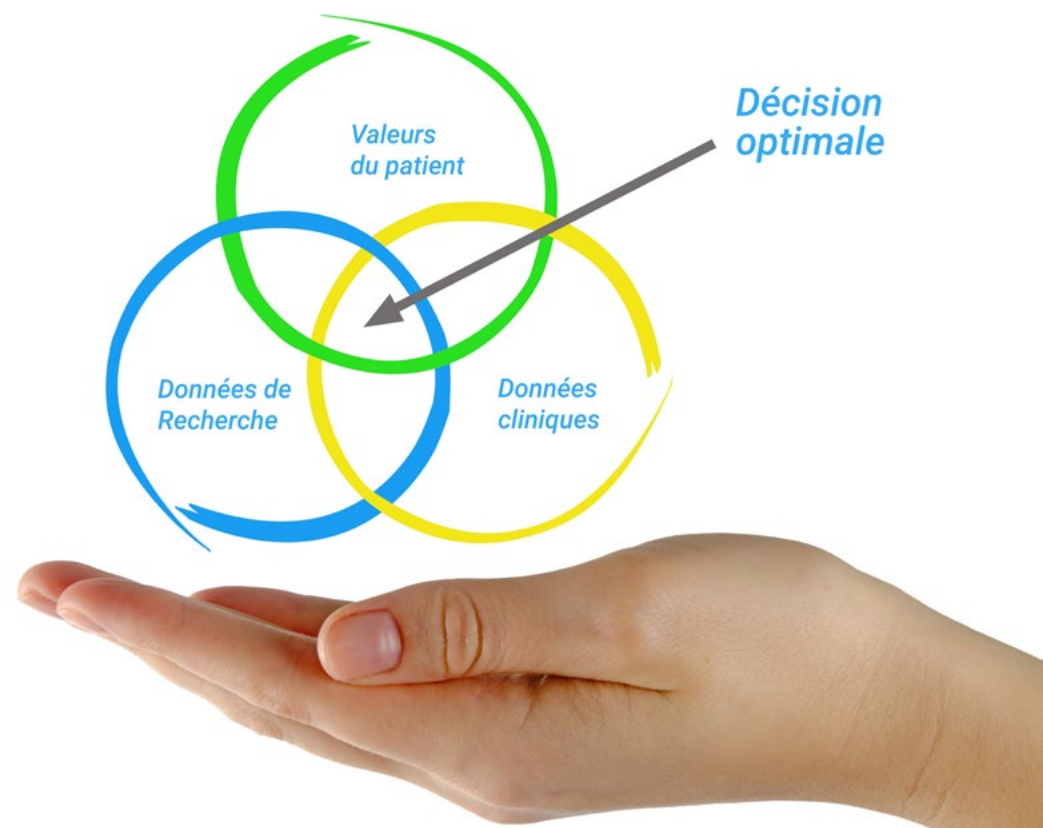 Valeurs
du patient
Décision
optimale
Données de
Recherche
Données
cliniques